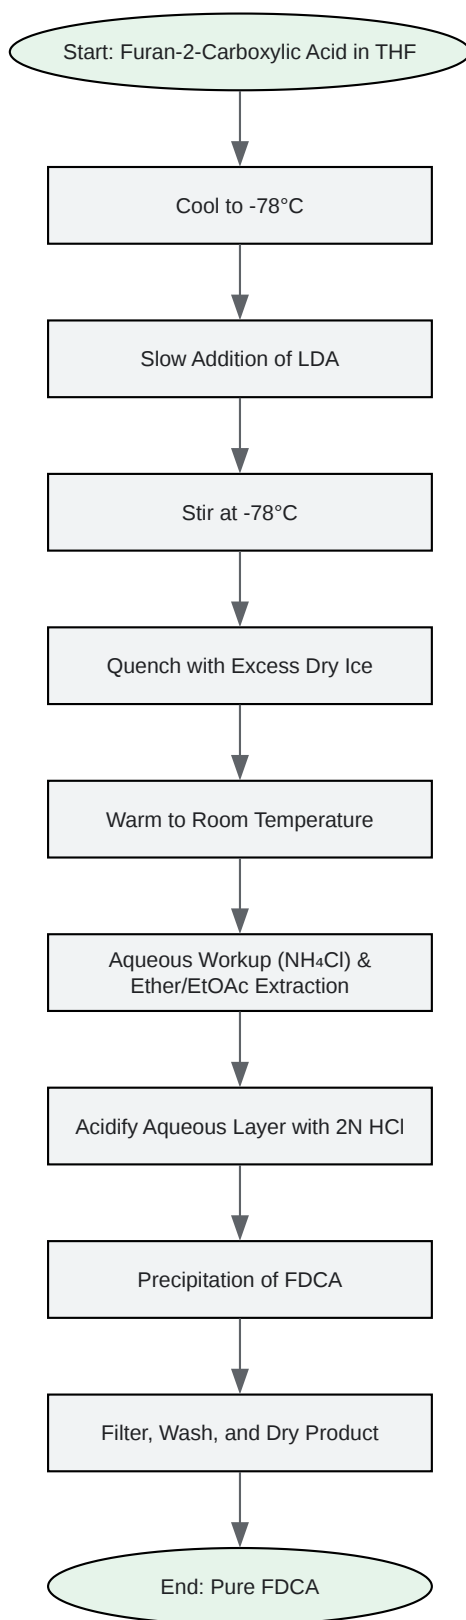 Start: Furan-2-Carboxylic Acid in THF
Cool to -78°C
Slow Addition of LDA
Stir at -78°C
Quench with Excess Dry Ice
Warm to Room Temperature
Aqueous Workup (NH₄Cl) &
Ether/EtOAc Extraction
Acidify Aqueous Layer with 2N HCl
Precipitation of FDCA
Filter, Wash, and Dry Product
End: Pure FDCA